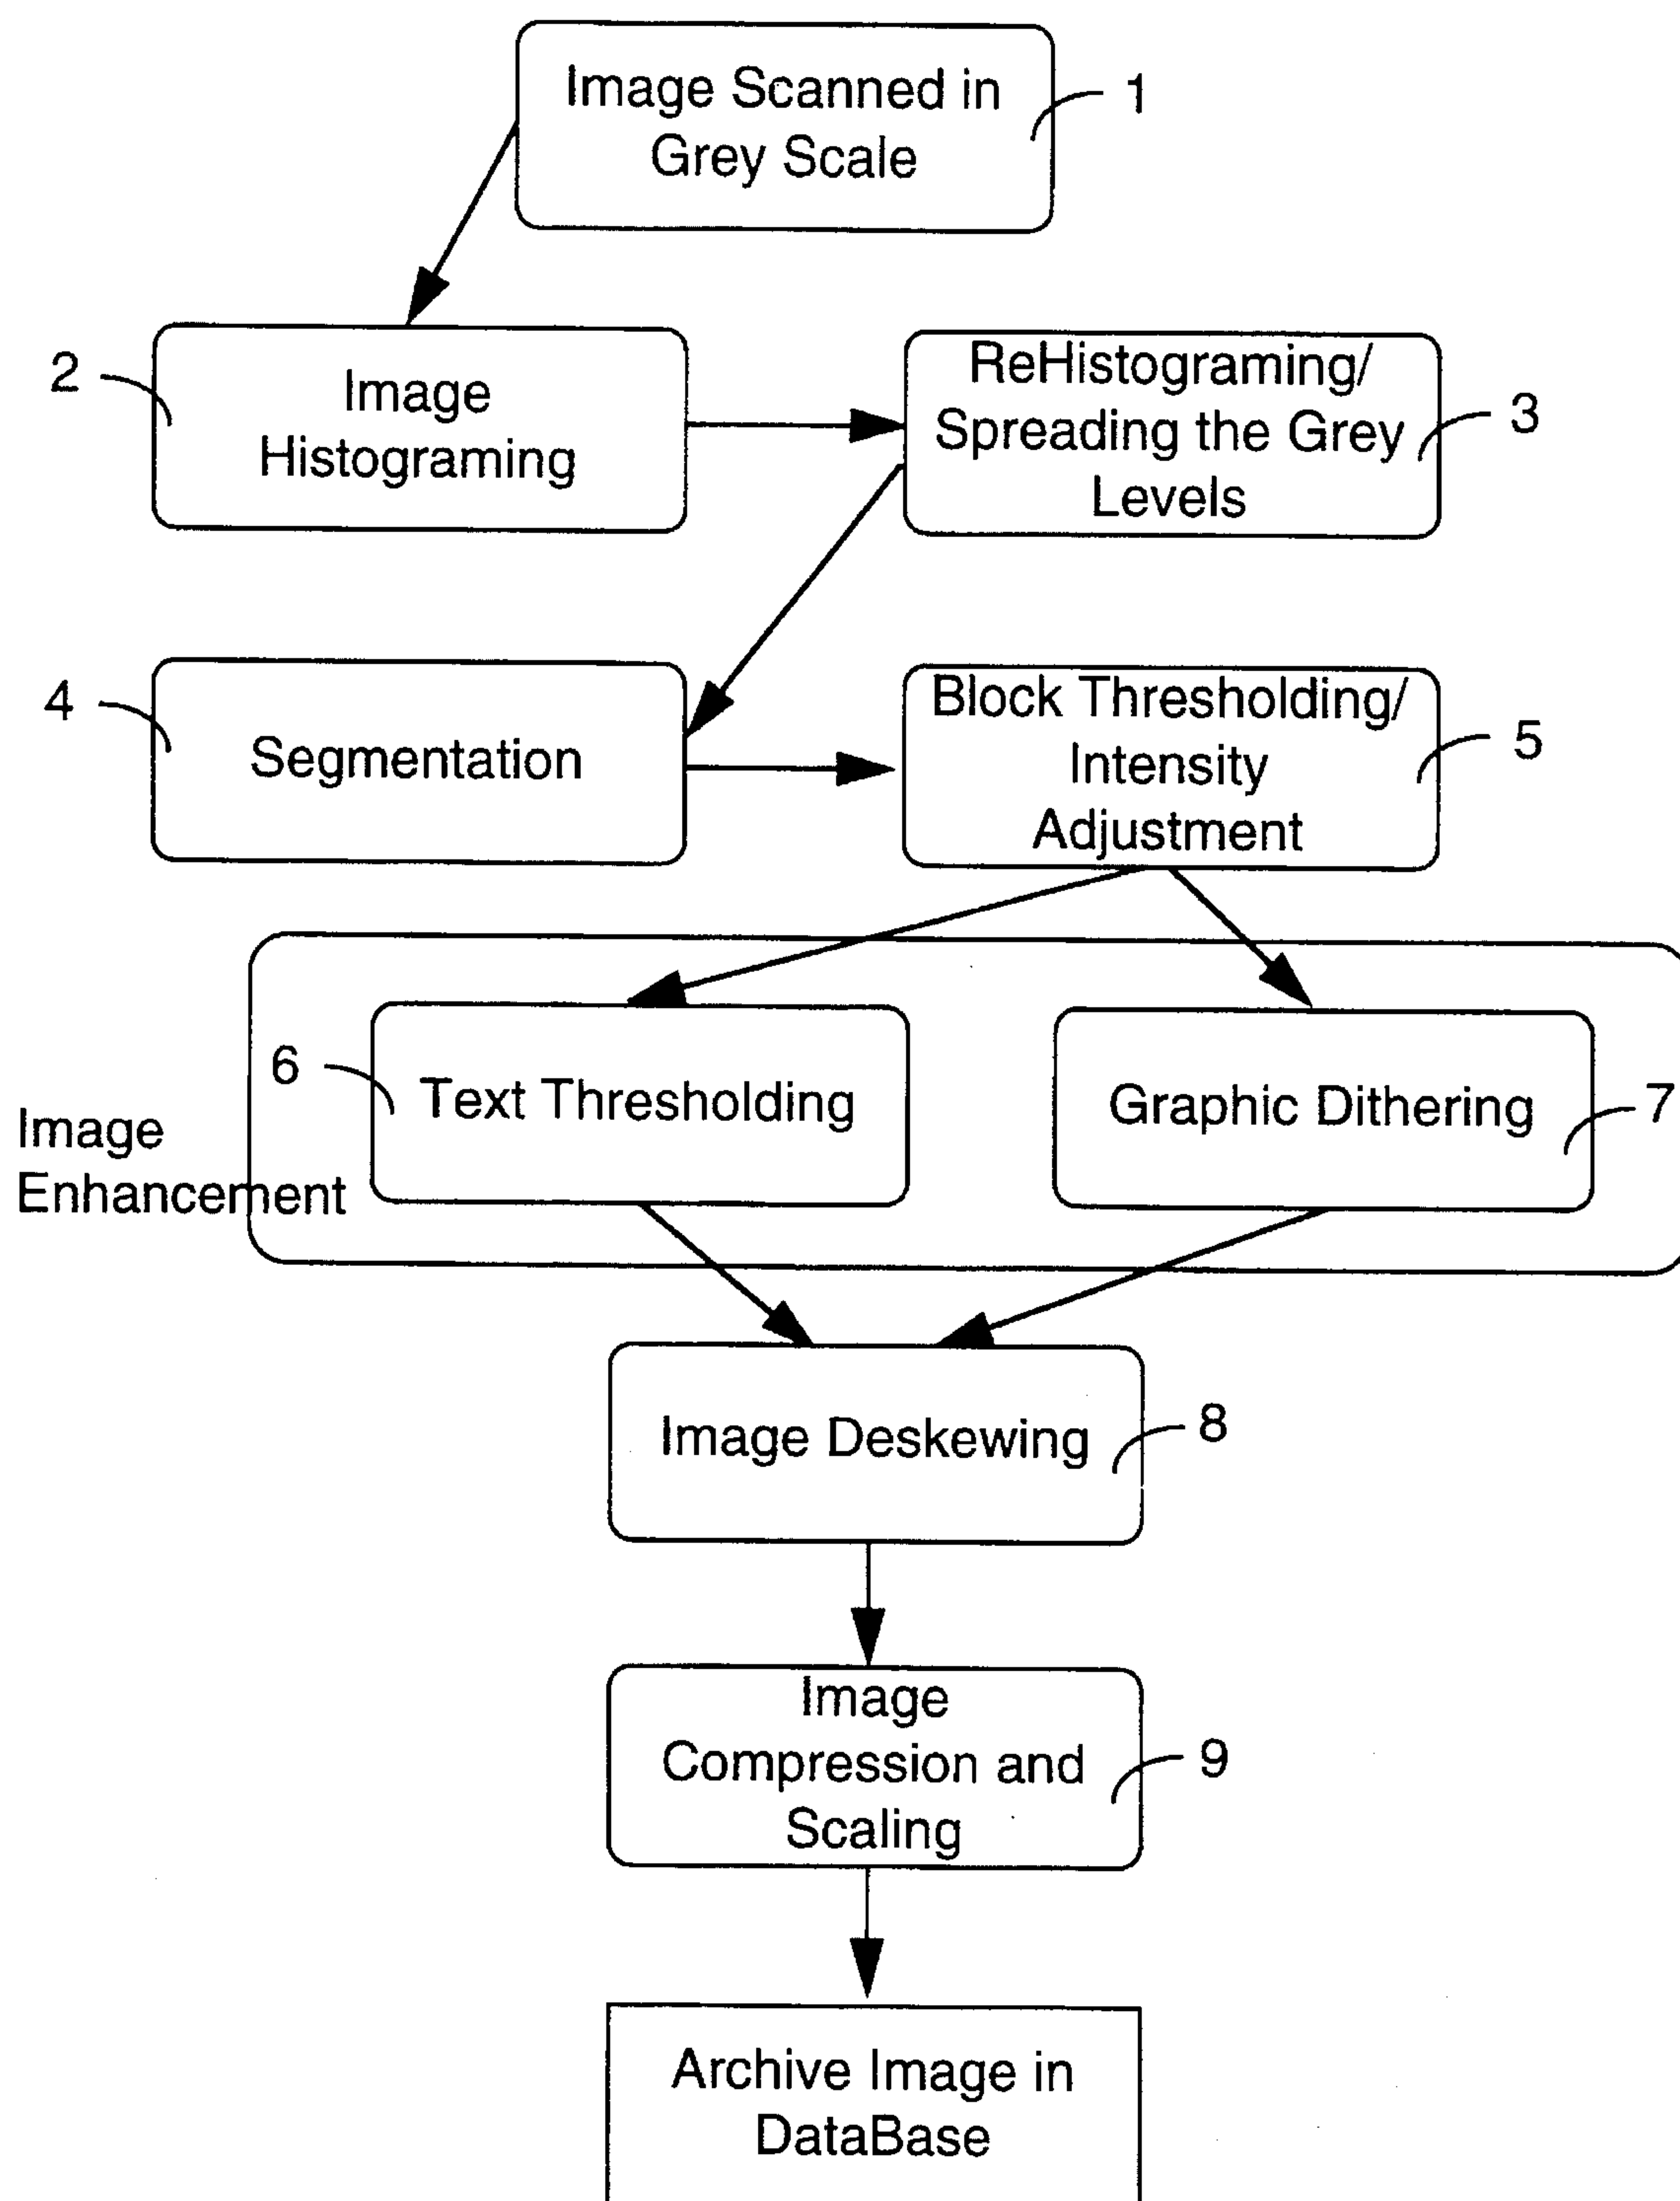 Image Scanned in
Grey Scale
1
2
Image
Histograming
ReHistograming/
Spreading the Grey
Levels
3
4
Segmentation
Block Thresholding/
Intensity
Adjustment
5
6
Text Thresholding
Graphic Dithering
7
Image
Enhancement
Image Deskewing
8
Image
Compression and
Scaling
9
Archive Image in
DataBase